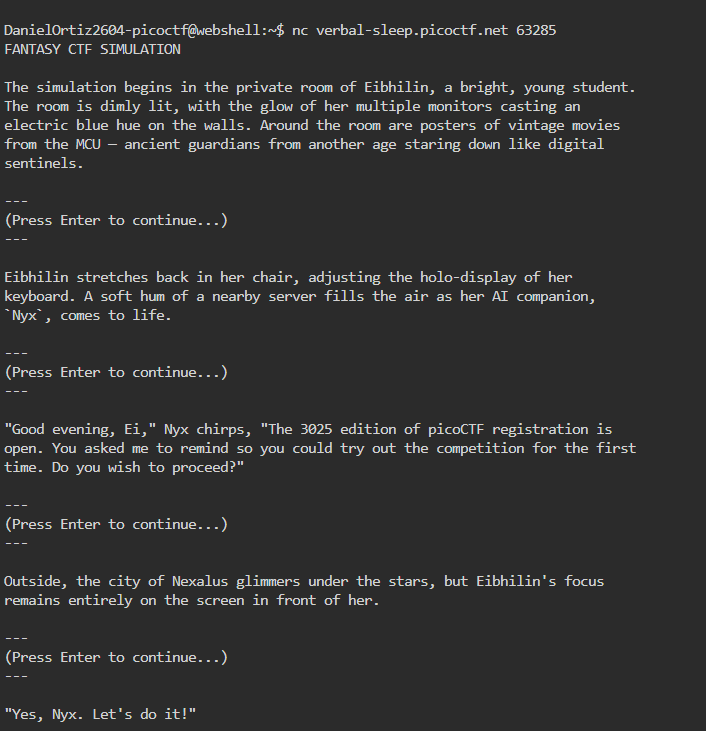 DanielOrtiz2604-picoctf@webshell:~$ nc verbal-sleep.picoctf.net 63285
FANTASY CTF SIMULATION
The simulation begins in the private room of Eibhilin, a bright, young student.
The room is dimly lit, with the glow of her multiple monitors casting an
electric blue hue on the walls. Around the room are posters of vintage movies
from the MCU — ancient guardians from another age staring down like digital
sentinels.
---
(Press Enter to continue...)
---
Eibhilin stretches back in her chair, adjusting the holo-display of her
keyboard. A soft hum of a nearby server fills the air as her AI companion,
`Nyx`, comes to life.
---
(Press Enter to continue...)
---
"Good evening, Ei," Nyx chirps, "The 3025 edition of picoCTF registration is
open. You asked me to remind so you could try out the competition for the first
time. Do you wish to proceed?"
---
(Press Enter to continue...)
---
Outside, the city of Nexalus glimmers under the stars, but Eibhilin's focus
remains entirely on the screen in front of her.
---
(Press Enter to continue...)
---
"Yes, Nyx. Let's do it!"